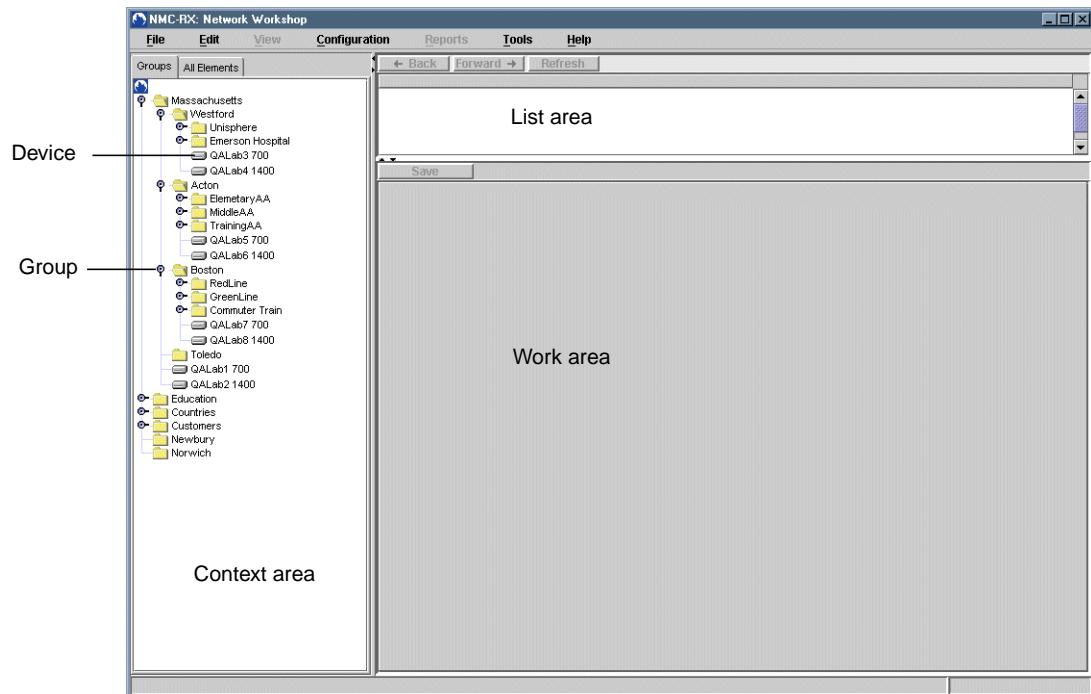 NMC-RX: Network Workshop
File Edit View Configuration Reports Tools Help
Groups All Elements
← Back Forward → Refresh
Massachusetts
Westford
Unisphere
Emerson Hospital
QALab3 700
QALab4 1400
Acton
ElemetaryAA
MiddleAA
TrainingAA
QALab5 700
QALab6 1400
Boston
RedLine
GreenLine
Commuter Train
QALab7 700
QALab8 1400
Toledo
QALab1 700
QALab2 1400
Education
Countries
Customers
Newbury
Norwich
Context area
List area
Save
Work area
Device
Group